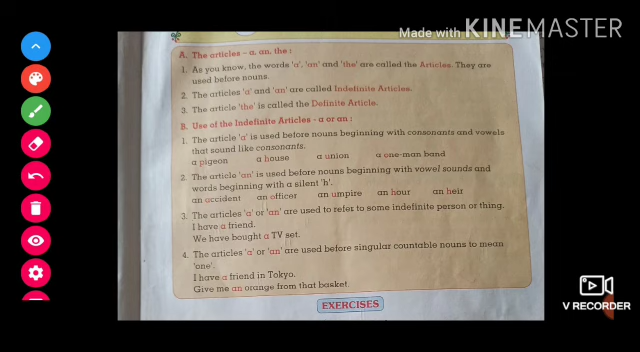 Made with KINEMASTER
A. The articles - a, an, the :
1. As you know, the words 'a', 'an' and 'the' are called the Articles. They are
used before nouns.
2. The articles 'a' and 'an' are called Indefinite Articles.
3. The article 'the' is called the Definite Article.
B. Use of the Indefinite Articles - a or an :
1. The article 'a' is used before nouns beginning with consonants and vowels
that sound like consonants.
a pigeon a house a union a one-man band
2. The article 'an' is used before nouns beginning with vowel sounds and
words beginning with a silent 'h'.
an accident an officer an umpire an hour an heir
3. The articles 'a' or 'an' are used to refer to some indefinite person or thing.
I have a friend.
We have bought a TV set.
4. The articles 'a' or 'an' are used before singular countable nouns to mean
'one'.
I have a friend in Tokyo.
Give me an orange from that basket.
EXERCISES
V RECORDER